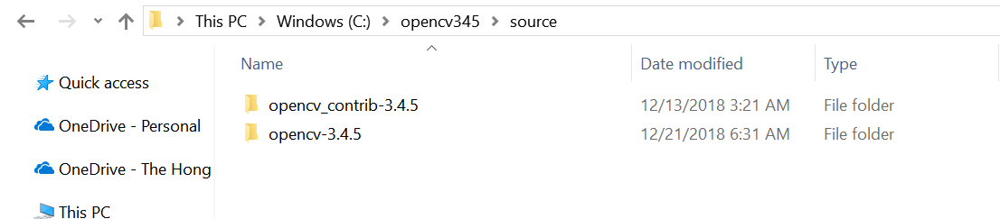 This PC > Windows (C:) > opencv345 > source
Name Date modified Type
Quick access
opencv_contrib-3.4.5 12/13/2018 3:21 AM File folder
OneDrive - Personal
opencv-3.4.5 12/21/2018 6:31 AM File folder
OneDrive - The Hong
This PC